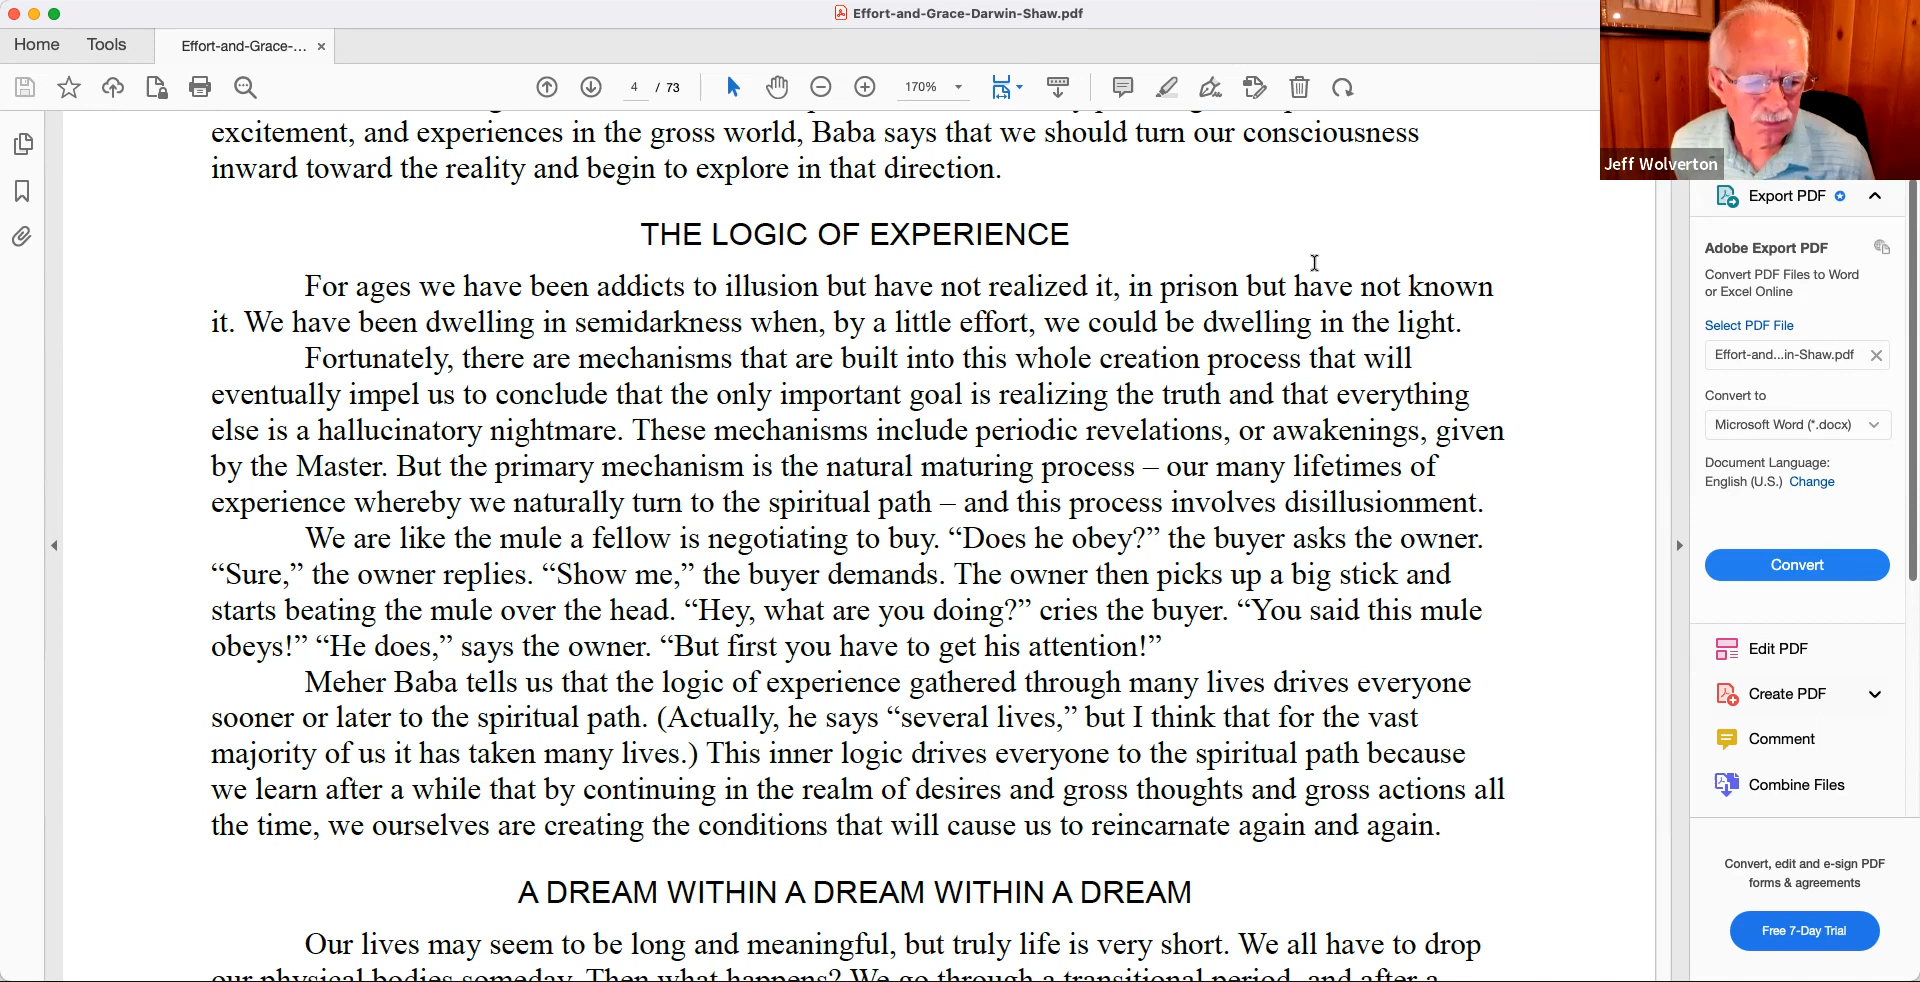 Effort-and-Grace-Darwin-Shaw.pdf
Home Tools Effort-and-Grace-... ×
4 / 73 170%
Jeff Wolverton
excitement, and experiences in the gross world, Baba says that we should turn our consciousness
inward toward the reality and begin to explore in that direction.
THE LOGIC OF EXPERIENCE
For ages we have been addicts to illusion but have not realized it, in prison but have not known
it. We have been dwelling in semidarkness when, by a little effort, we could be dwelling in the light.
Fortunately, there are mechanisms that are built into this whole creation process that will
eventually impel us to conclude that the only important goal is realizing the truth and that everything
else is a hallucinatory nightmare. These mechanisms include periodic revelations, or awakenings, given
by the Master. But the primary mechanism is the natural maturing process – our many lifetimes of
experience whereby we naturally turn to the spiritual path – and this process involves disillusionment.
We are like the mule a fellow is negotiating to buy. “Does he obey?” the buyer asks the owner.
“Sure,” the owner replies. “Show me,” the buyer demands. The owner then picks up a big stick and
starts beating the mule over the head. “Hey, what are you doing?” cries the buyer. “You said this mule
obeys!” “He does,” says the owner. “But first you have to get his attention!”
Meher Baba tells us that the logic of experience gathered through many lives drives everyone
sooner or later to the spiritual path. (Actually, he says “several lives,” but I think that for the vast
majority of us it has taken many lives.) This inner logic drives everyone to the spiritual path because
we learn after a while that by continuing in the realm of desires and gross thoughts and gross actions all
the time, we ourselves are creating the conditions that will cause us to reincarnate again and again.
A DREAM WITHIN A DREAM WITHIN A DREAM
Our lives may seem to be long and meaningful, but truly life is very short. We all have to drop
our physical bodies someday. Then what happens? We go through a transitional period, and after a
Export PDF
Adobe Export PDF
Convert PDF Files to Word
or Excel Online
Select PDF File
Effort-and...in-Shaw.pdf
Convert to
Microsoft Word (*.docx)
Document Language:
English (U.S.) Change
Convert
Edit PDF
Create PDF
Comment
Combine Files
Convert, edit and e-sign PDF
forms & agreements
Free 7-Day Trial